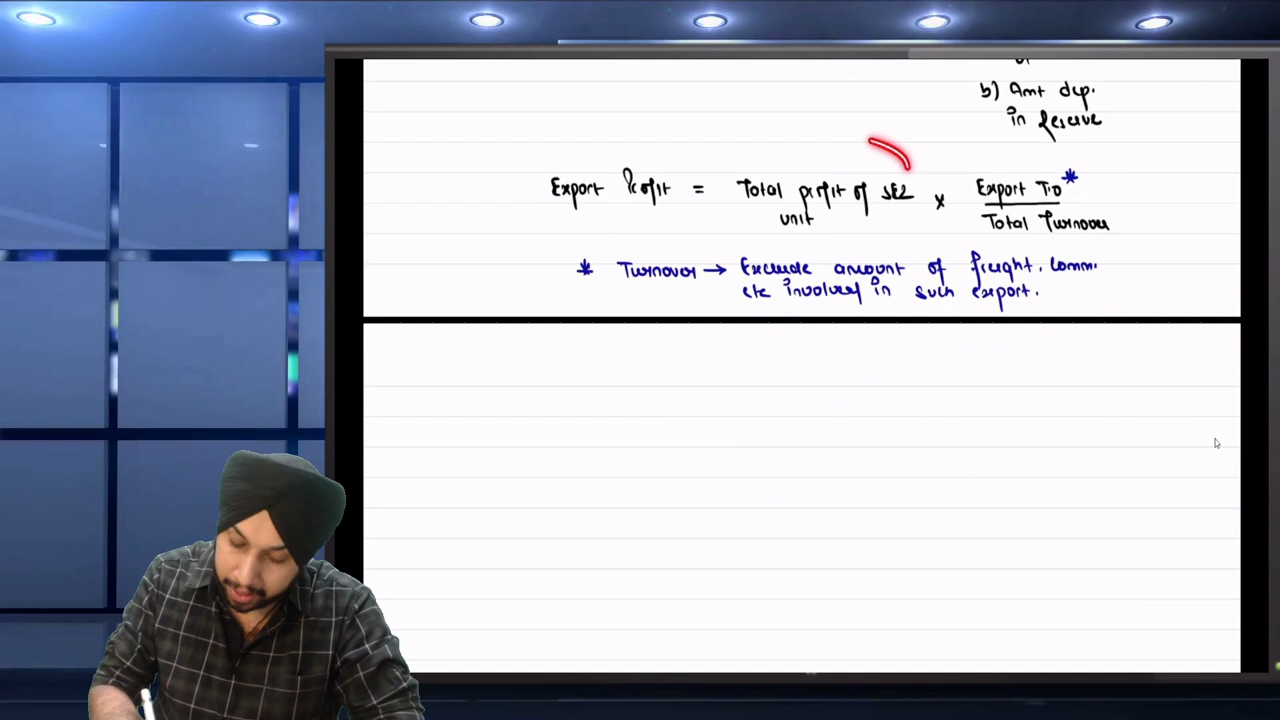 b) Amt dep.
in Reserve
Export Profit = Total profit of SEZ unit × Export T.O* / Total Turnover
* Turnover → Exclude amount of freight, comm.
etc involved in such export.